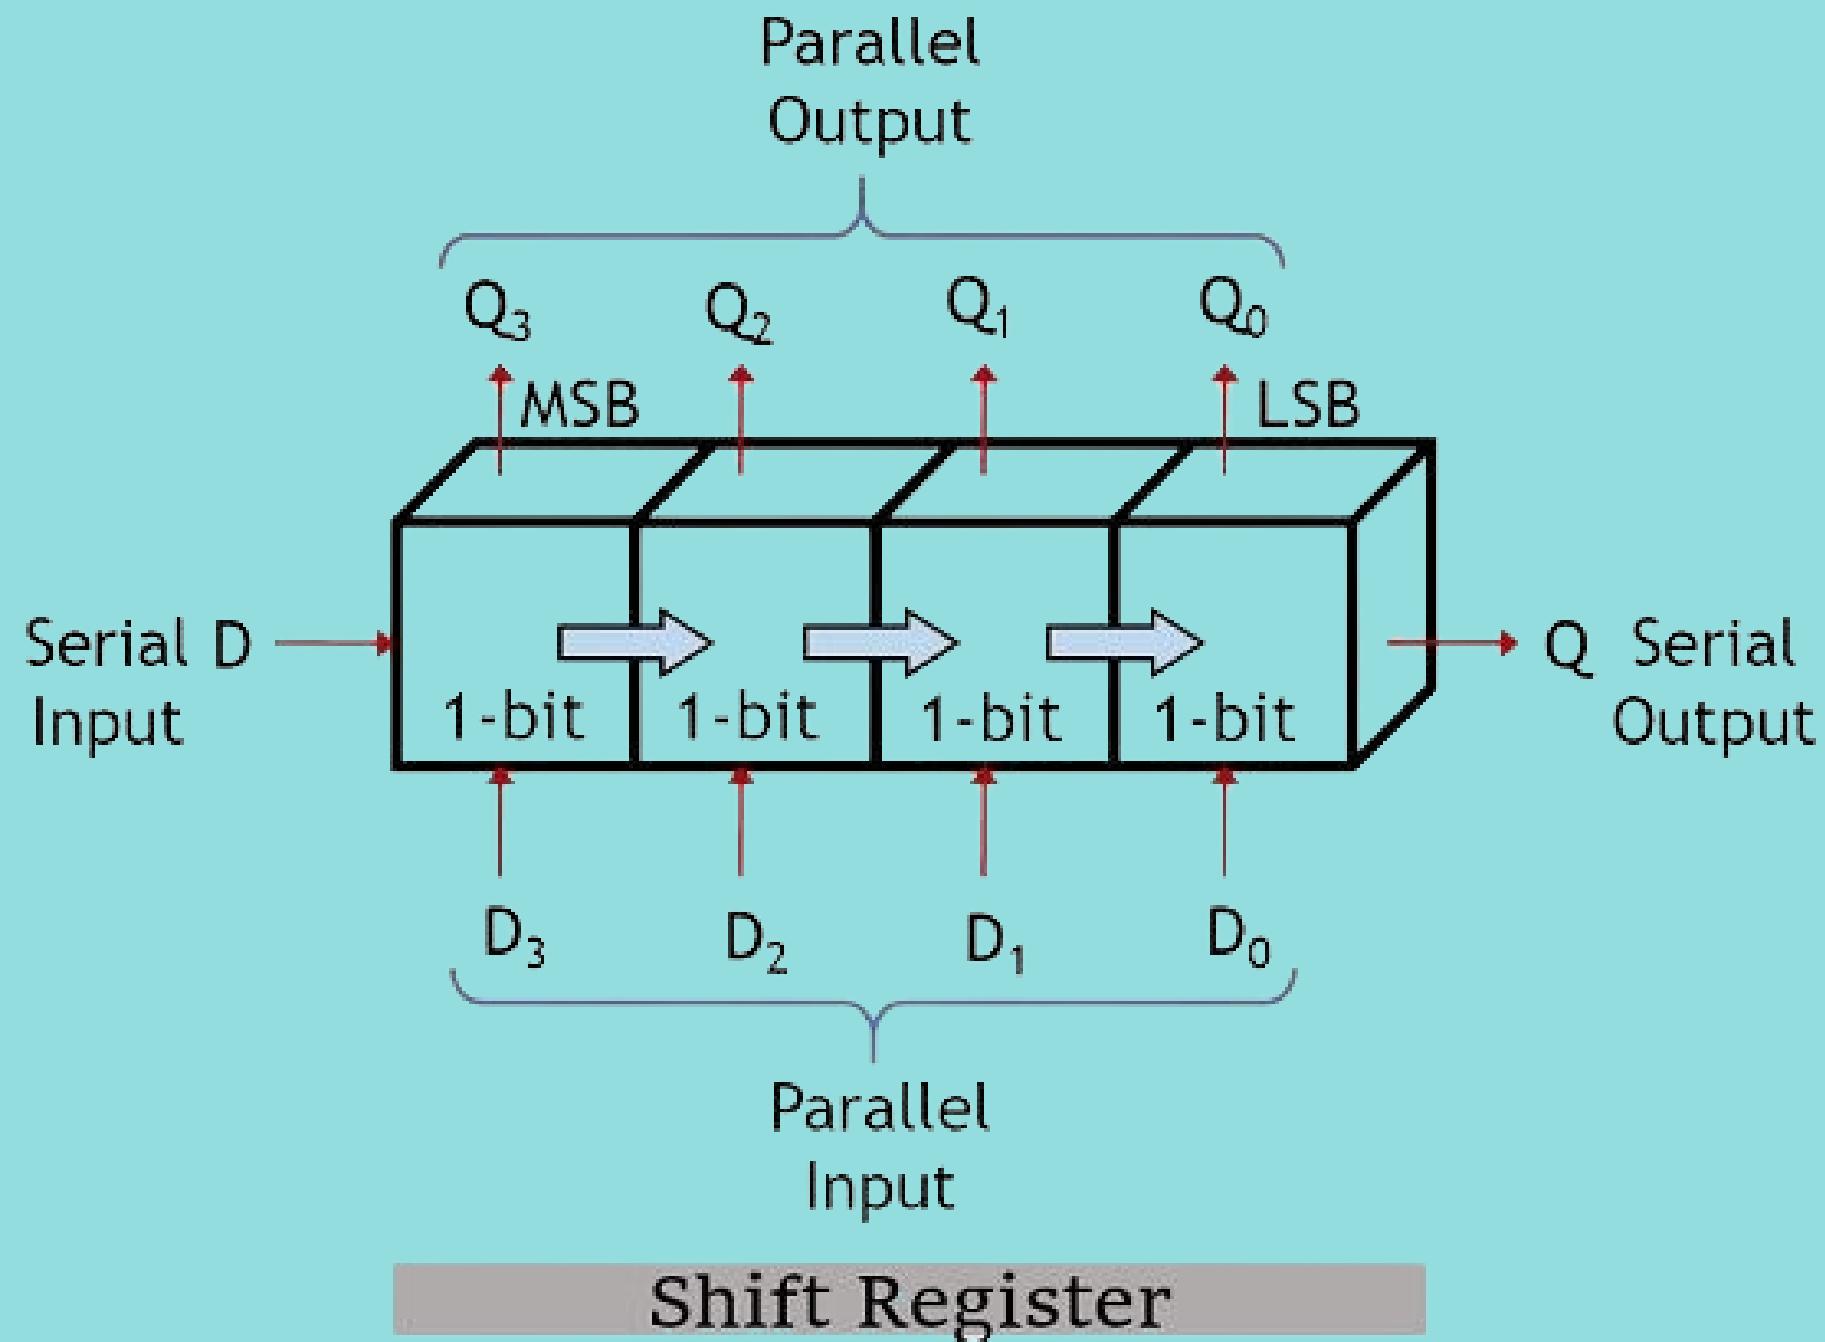 Parallel
Output
Q₃ Q₂ Q₁ Q₀
MSB LSB
Serial D Q Serial
Input Output
1-bit 1-bit 1-bit 1-bit
D₃ D₂ D₁ D₀
Parallel
Input
Shift Register